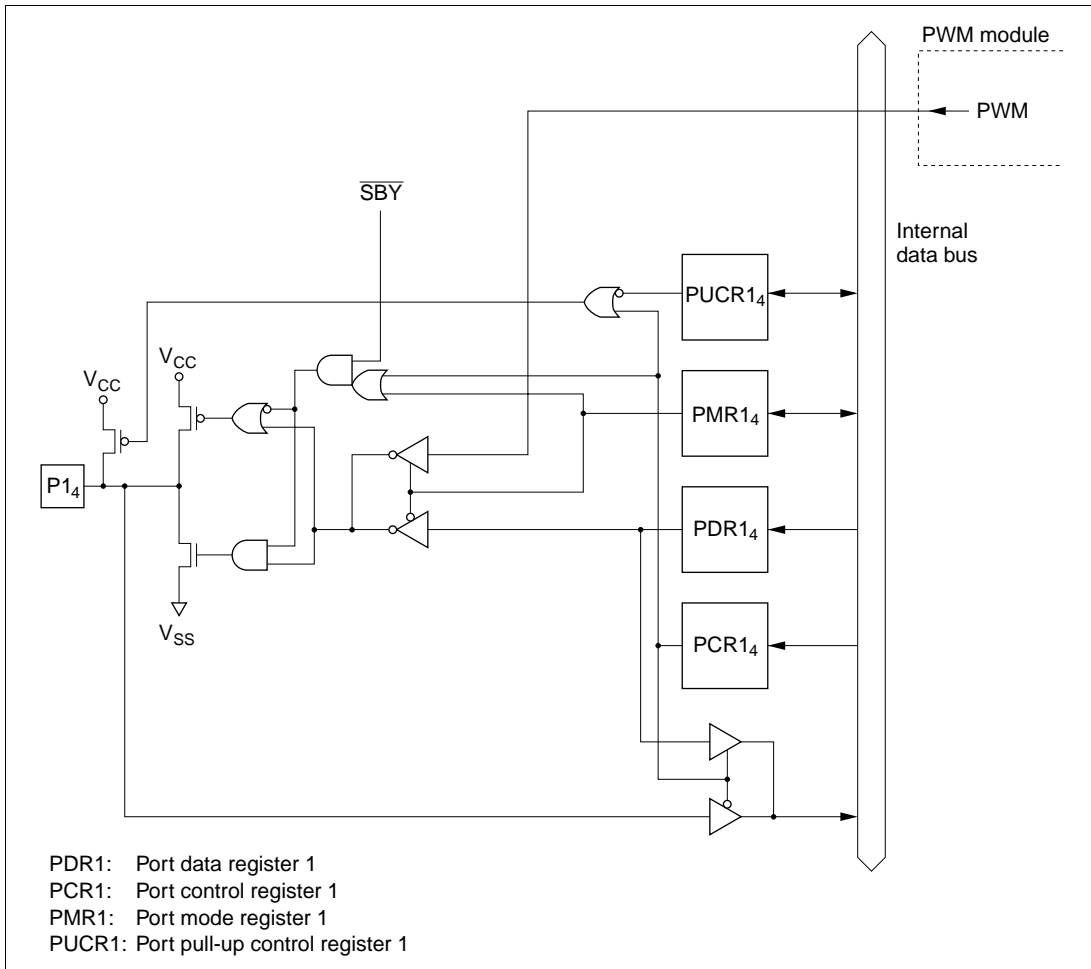 PWM module
PWM
SBY
Internal
data bus
PUCR1₄
V_CC
V_CC
PMR1₄
P1₄
PDR1₄
V_SS
PCR1₄
PDR1: Port data register 1
PCR1: Port control register 1
PMR1: Port mode register 1
PUCR1: Port pull-up control register 1